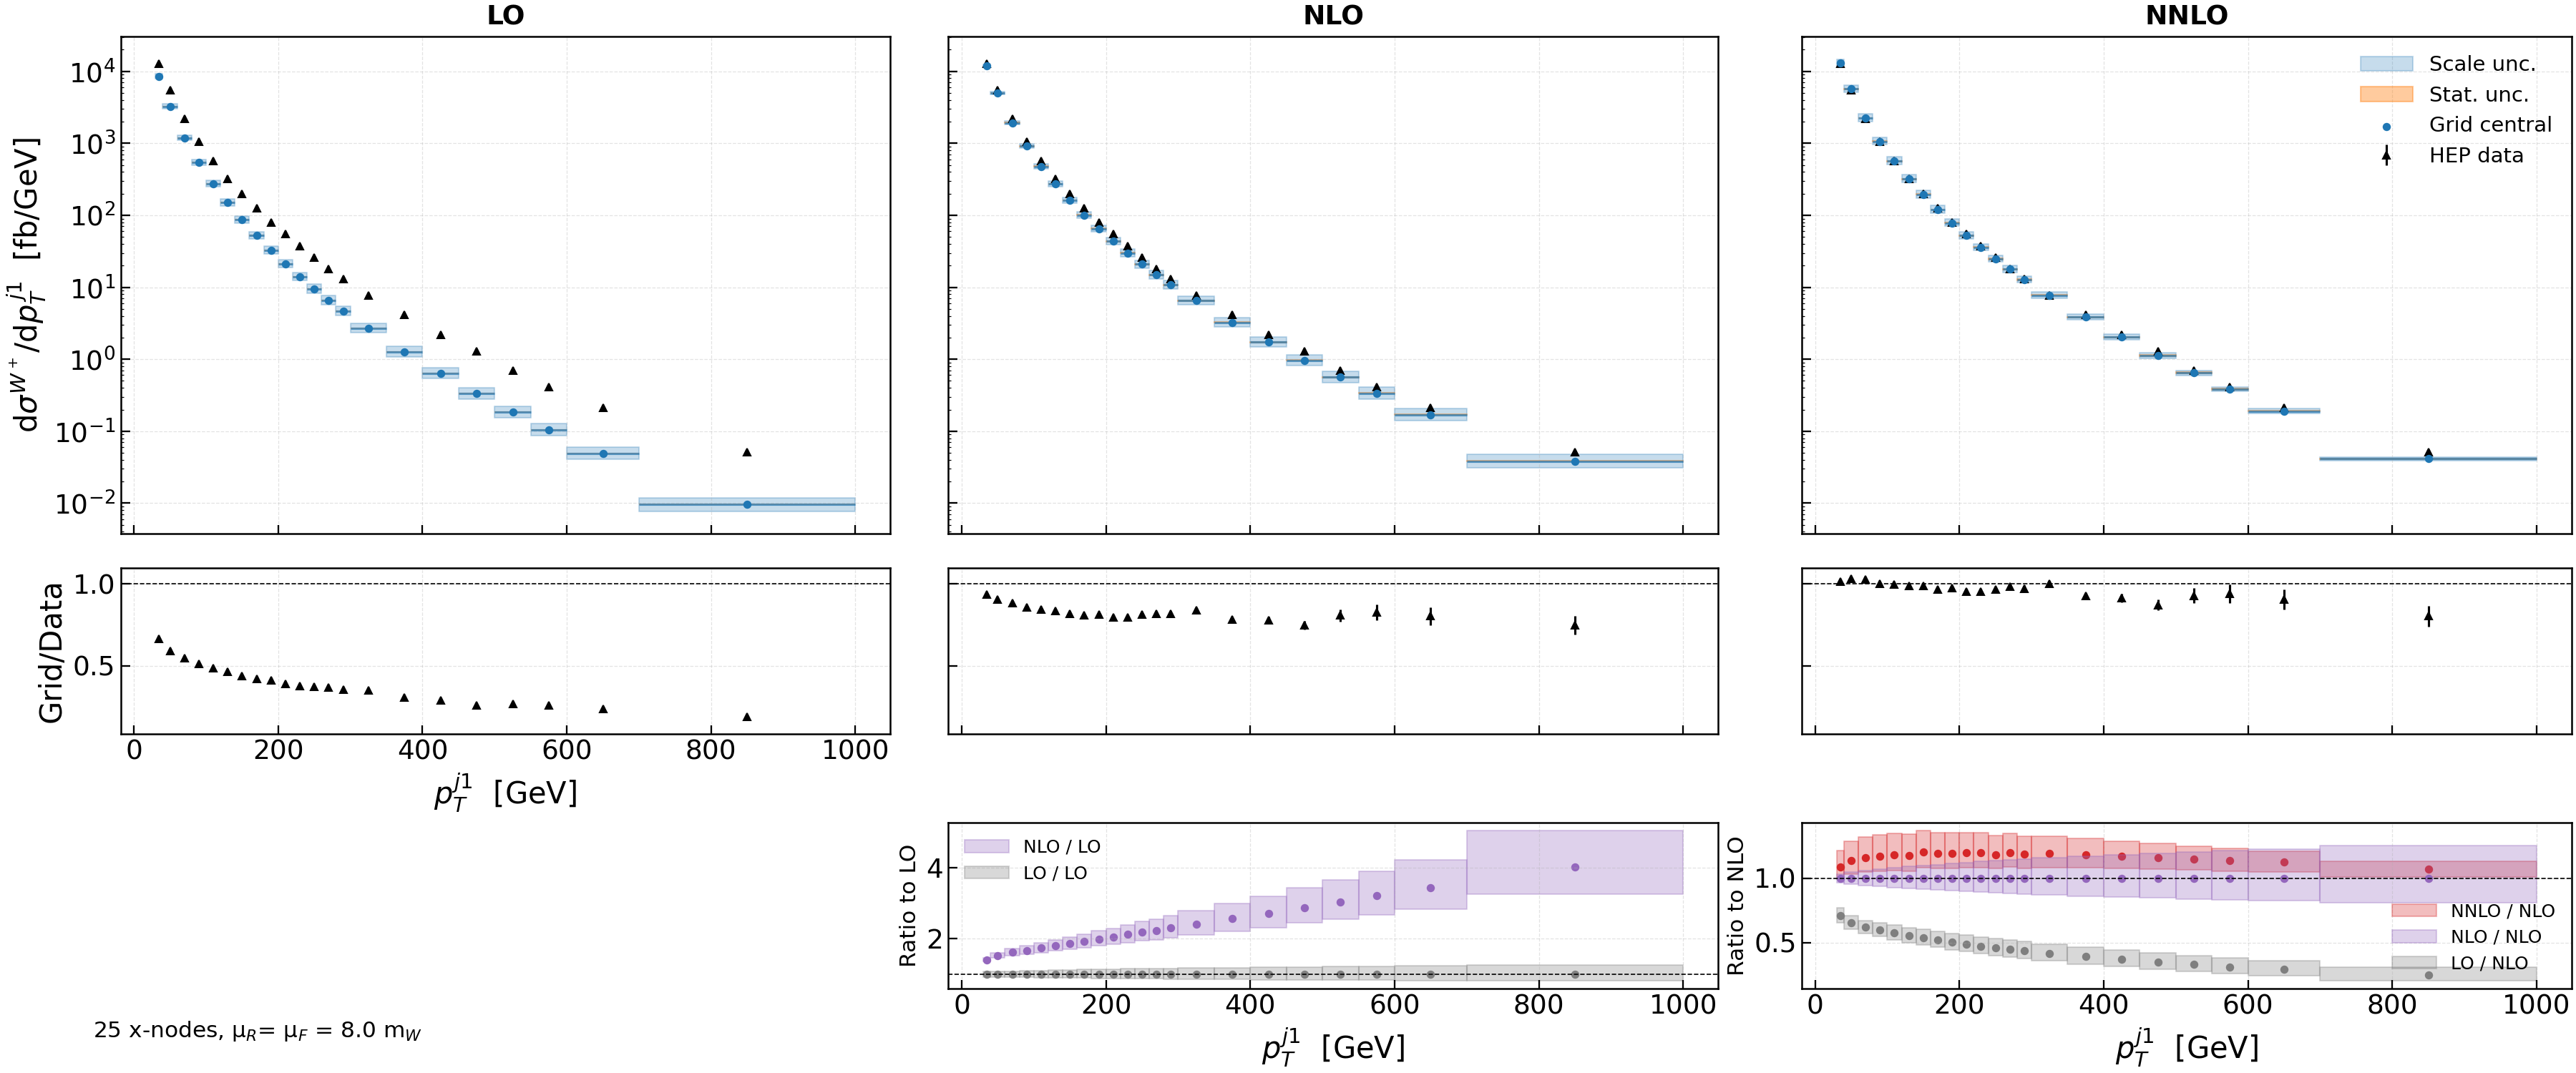 LO
NLO
NNLO
dσ^{W^+}/dp_T^{j1} [fb/GeV]
10^4
10^3
10^2
10^1
10^0
10^{-1}
10^{-2}
Scale unc.
Stat. unc.
Grid central
HEP data
Grid/Data
1.0
0.5
0 200 400 600 800 1000
p_T^{j1} [GeV]
Ratio to LO
4
2
NLO / LO
LO / LO
0 200 400 600 800 1000
p_T^{j1} [GeV]
Ratio to NLO
1.0
0.5
NNLO / NLO
NLO / NLO
LO / NLO
0 200 400 600 800 1000
p_T^{j1} [GeV]
25 x-nodes, μ_R= μ_F = 8.0 m_W